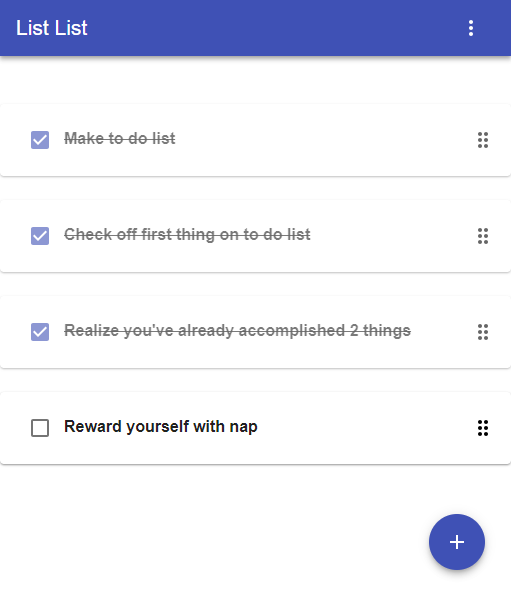 List List
Make to do list
Check off first thing on to do list
Realize you've already accomplished 2 things
Reward yourself with nap